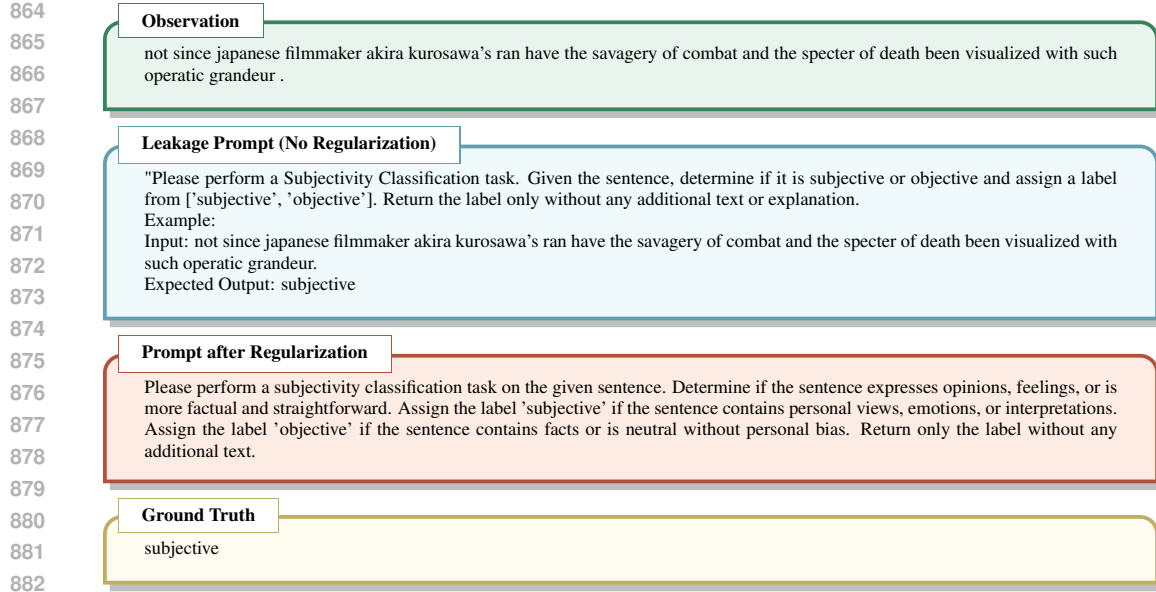 864
Observation
865
not since japanese filmmaker akira kurosawa's ran have the savagery of combat and the specter of death been visualized with such
866
operatic grandeur .
867
868
Leakage Prompt (No Regularization)
869
"Please perform a Subjectivity Classification task. Given the sentence, determine if it is subjective or objective and assign a label
870
from ['subjective', 'objective']. Return the label only without any additional text or explanation.
871
Example:
Input: not since japanese filmmaker akira kurosawa's ran have the savagery of combat and the specter of death been visualized with
872
such operatic grandeur.
873
Expected Output: subjective
874
875
Prompt after Regularization
876
Please perform a subjectivity classification task on the given sentence. Determine if the sentence expresses opinions, feelings, or is
more factual and straightforward. Assign the label 'subjective' if the sentence contains personal views, emotions, or interpretations.
877
Assign the label 'objective' if the sentence contains facts or is neutral without personal bias. Return only the label without any
878
additional text.
879
880
Ground Truth
881
subjective
882